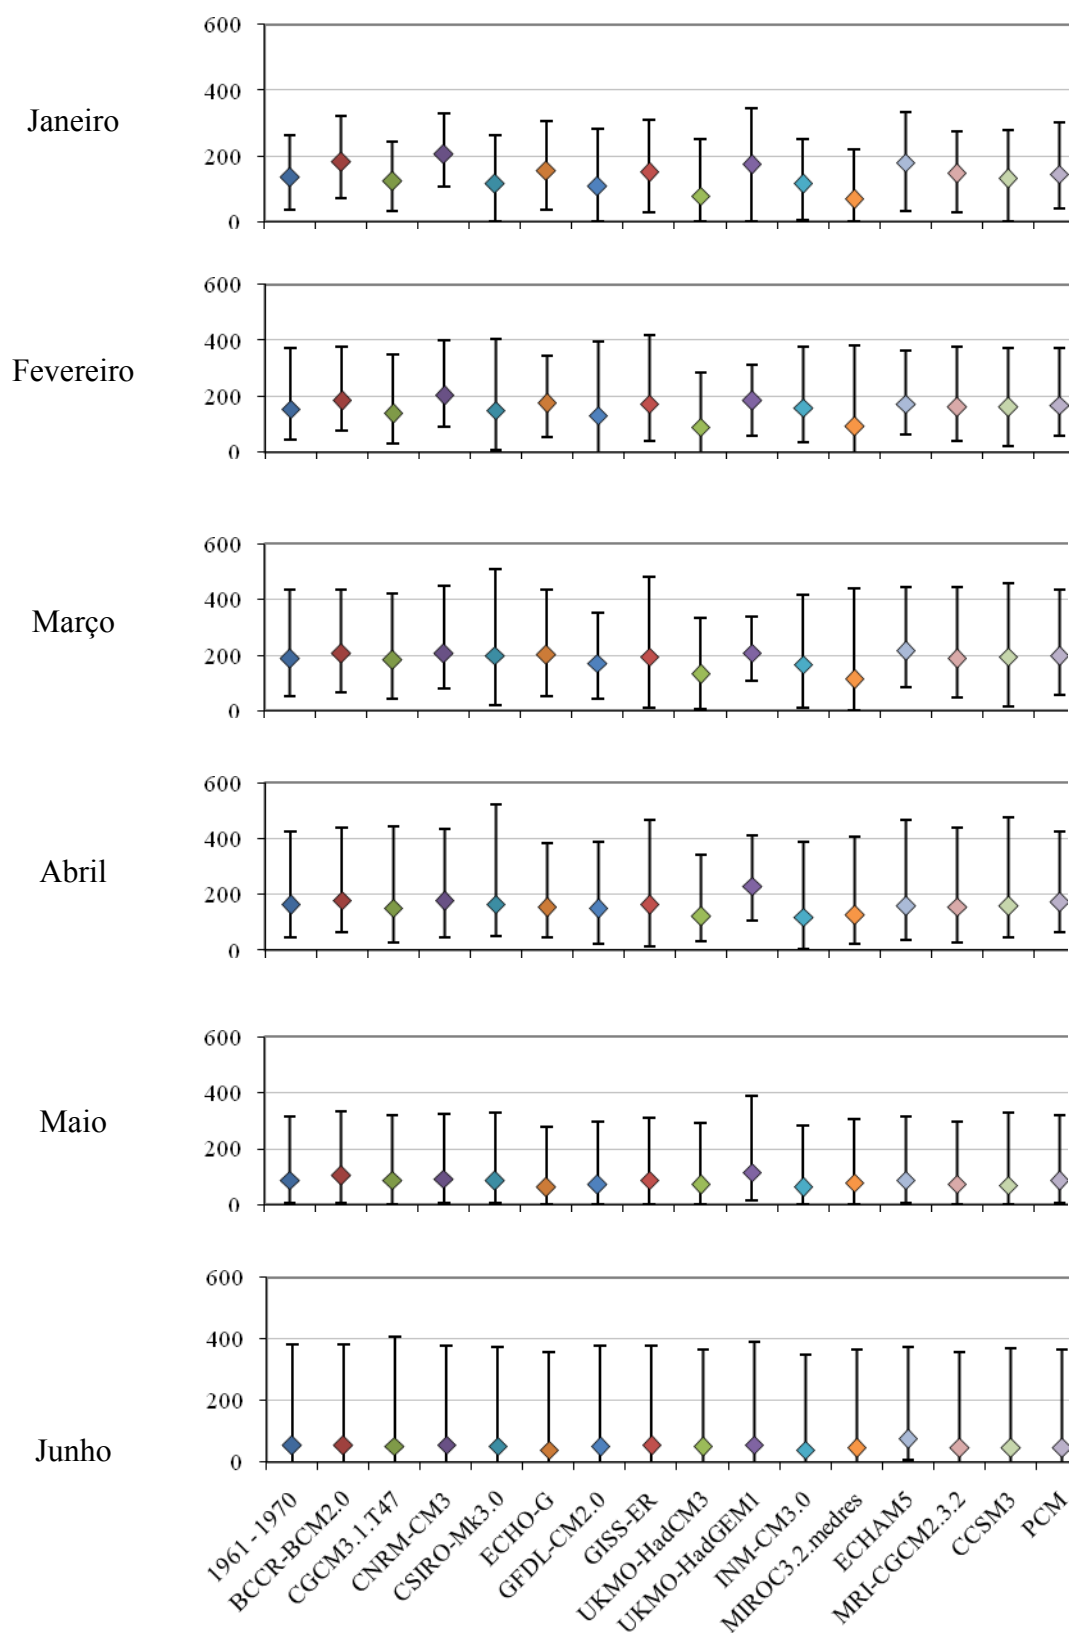 600
400
Janeiro
200
0
600
400
Fevereiro
200
0
600
400
Março
200
0
600
400
Abril
200
0
600
400
Maio
200
0
600
400
200
Junho
0
1961-1970
BCCR-BCM2.0
CGCM3.1.T47
CNRM-CM3
CSIRO-Mk3.0
ECHO-G
GFDL-CM2.0
GISS-ER
UKMO-HadCM3
UKMO-HadGEM1
INM-CM3.0
MIROC3.2.medres
ECHAM5
MRI-CGCM2.3.2
CCSM3
PCM